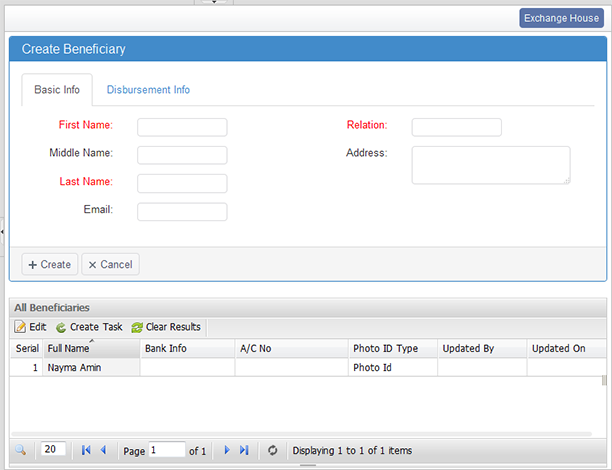 Exchange House
Create Beneficiary
Basic Info Disbursement Info
First Name: Relation:
Middle Name: Address:
Last Name:
Email:
+ Create × Cancel
All Beneficiaries
Edit Create Task Clear Results
Serial Full Name Bank Info A/C No Photo ID Type Updated By Updated On
1 Nayma Amin Photo Id
20 Page 1 of 1 Displaying 1 to 1 of 1 items